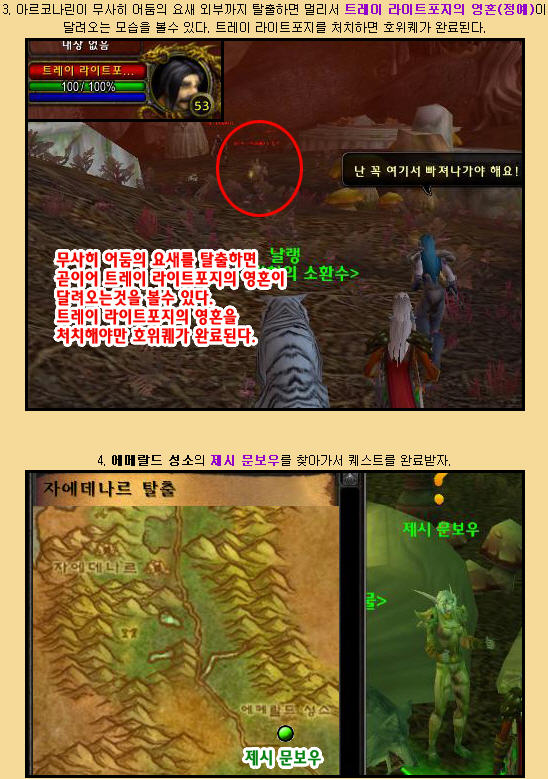 3. 아르코나린이 무사히 어둠의 요새 외부까지 탈출하면 멀리서 트레이 라이트포지의 영혼(정예)이
달려오는 모습을 볼수 있다. 트레이 라이트포지를 처치하면 호위퀘가 완료된다.
대상 없음
트레이 라이트포...
100 / 100%
53
난 꼭 여기서 빠져나가야 해요!
날랭
의 소환수>
무사히 어둠의 요새를 탈출하면
곧이어 트레이 라이트포지의 영혼이
달려오는것을 볼수 있다.
트레이 라이트포지의 영혼을
처치해야만 호위퀘가 완료된다.
4. 에메랄드 성소의 제시 문보우를 찾아가서 퀘스트를 완료받자.
자에데나르 탈출
자에데나르
에메랄드 성소
제시 문보우
제시 문보우